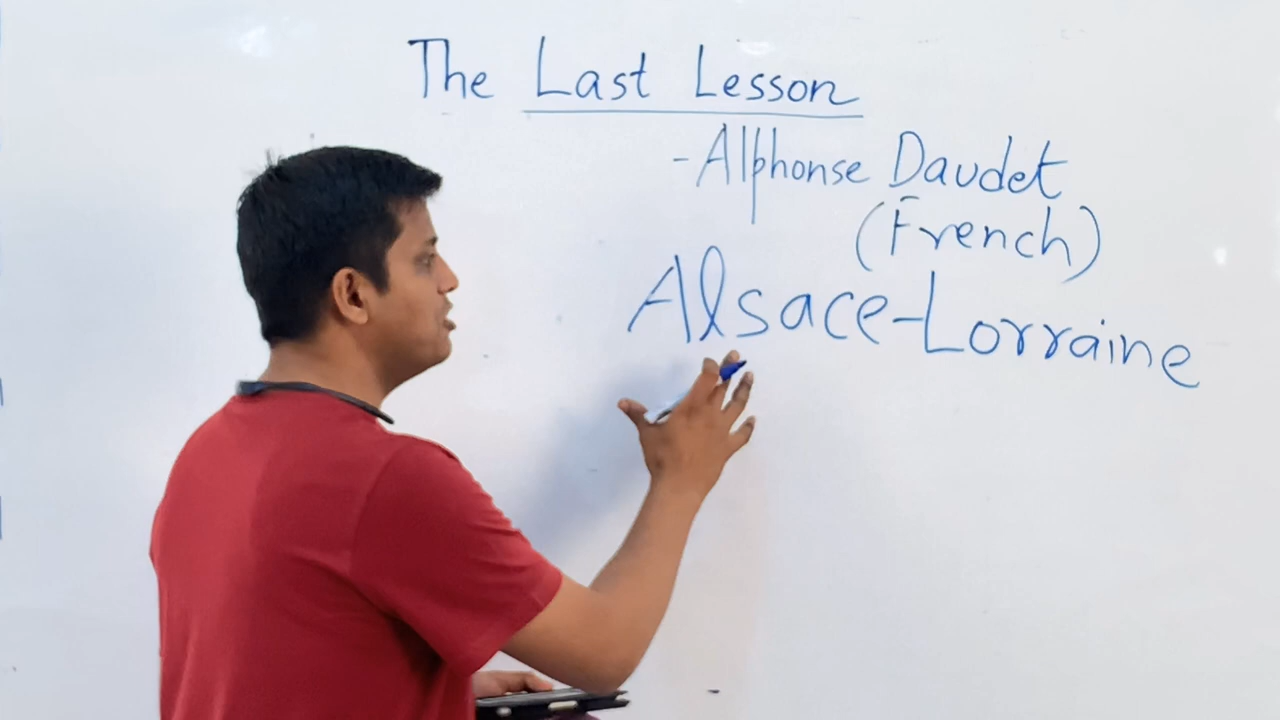 The Last Lesson
-Alphonse Daudet
(French)
Alsace-Lorraine